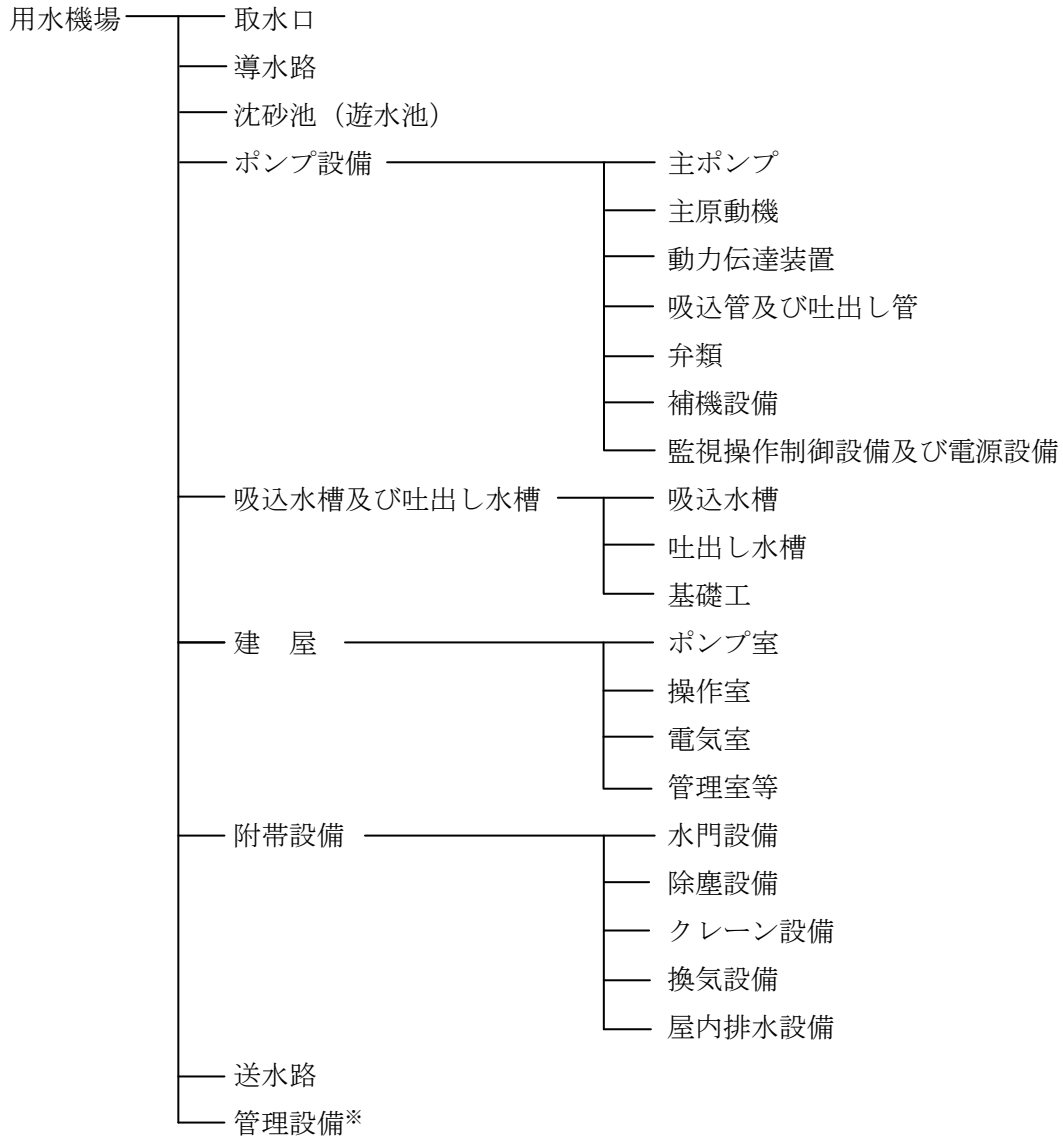 用水機場 取水口
導水路
沈砂池（遊水池）
ポンプ設備 主ポンプ
主原動機
動力伝達装置
吸込管及び吐出し管
弁類
補機設備
監視操作制御設備及び電源設備
吸込水槽及び吐出し水槽 吸込水槽
吐出し水槽
基礎工
建　屋 ポンプ室
操作室
電気室
管理室等
附帯設備 水門設備
除塵設備
クレーン設備
換気設備
屋内排水設備
送水路
管理設備※